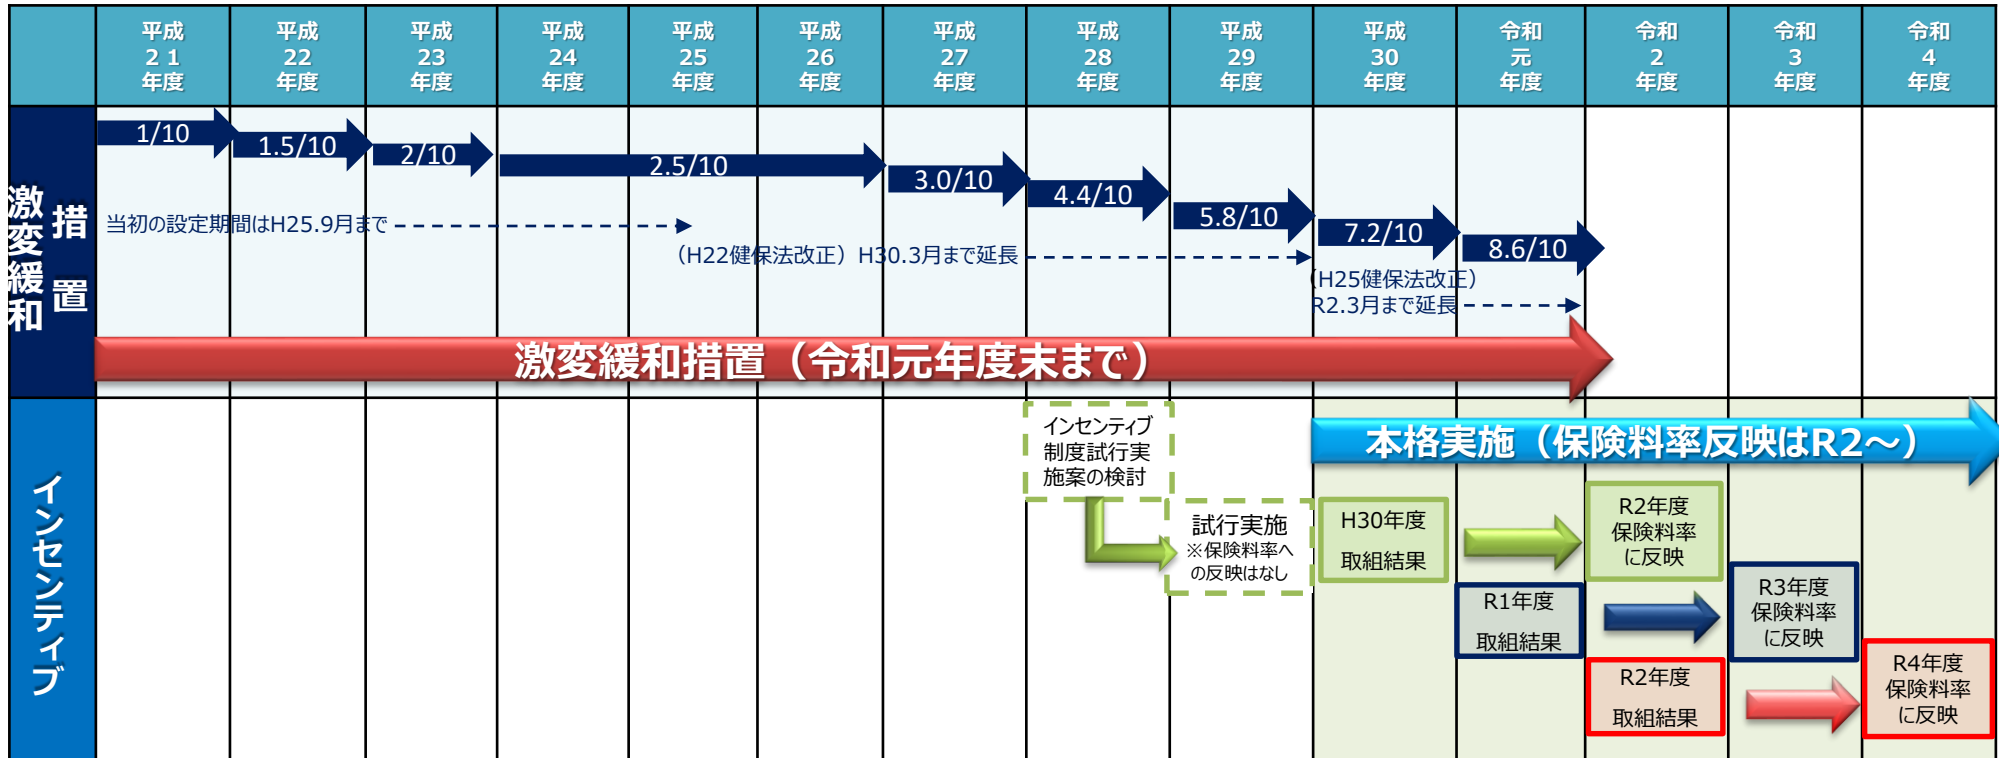 平成
２１
年度
平成
22
年度
平成
23
年度
平成
24
年度
平成
25
年度
平成
26
年度
平成
27
年度
平成
28
年度
平成
29
年度
平成
30
年度
令和
元
年度
令和
2
年度
令和
3
年度
令和
4
年度
激変緩和
措置
1/10
1.5/10
2/10
2.5/10
3.0/10
4.4/10
5.8/10
7.2/10
8.6/10
当初の設定期間はH25.9月まで
（H22健保法改正）H30.3月まで延長
（H25健保法改正）
R2.3月まで延長
激変緩和措置（令和元年度末まで）
インセンティブ
インセンティブ
制度試行実
施案の検討
試行実施
※保険料率へ
の反映はなし
本格実施（保険料率反映はR2～）
H30年度
取組結果
R2年度
保険料率
に反映
R1年度
取組結果
R3年度
保険料率
に反映
R2年度
取組結果
R4年度
保険料率
に反映